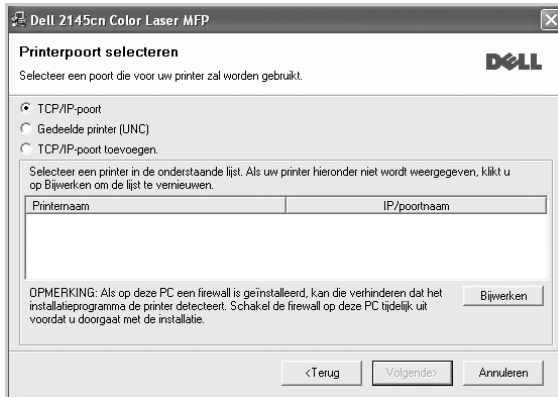 Dell 2145cn Color Laser MFP
Printerpoort selecteren
Selecteer een poort die voor uw printer zal worden gebruikt.
DELL
TCP/IP-poort
Gedeelde printer (UNC)
TCP/IP-poort toevoegen.
Selecteer een printer in de onderstaande lijst. Als uw printer hieronder niet wordt weergegeven, klikt u
op Bijwerken om de lijst te vernieuwen.
Printernaam IP/poortnaam
OPMERKING: Als op deze PC een firewall is geïnstalleerd, kan die verhinderen dat het
installatieprogramma de printer detecteert. Schakel de firewall op deze PC tijdelijk uit
voordat u doorgaat met de installatie.
Bijwerken
<Terug Volgende> Annuleren